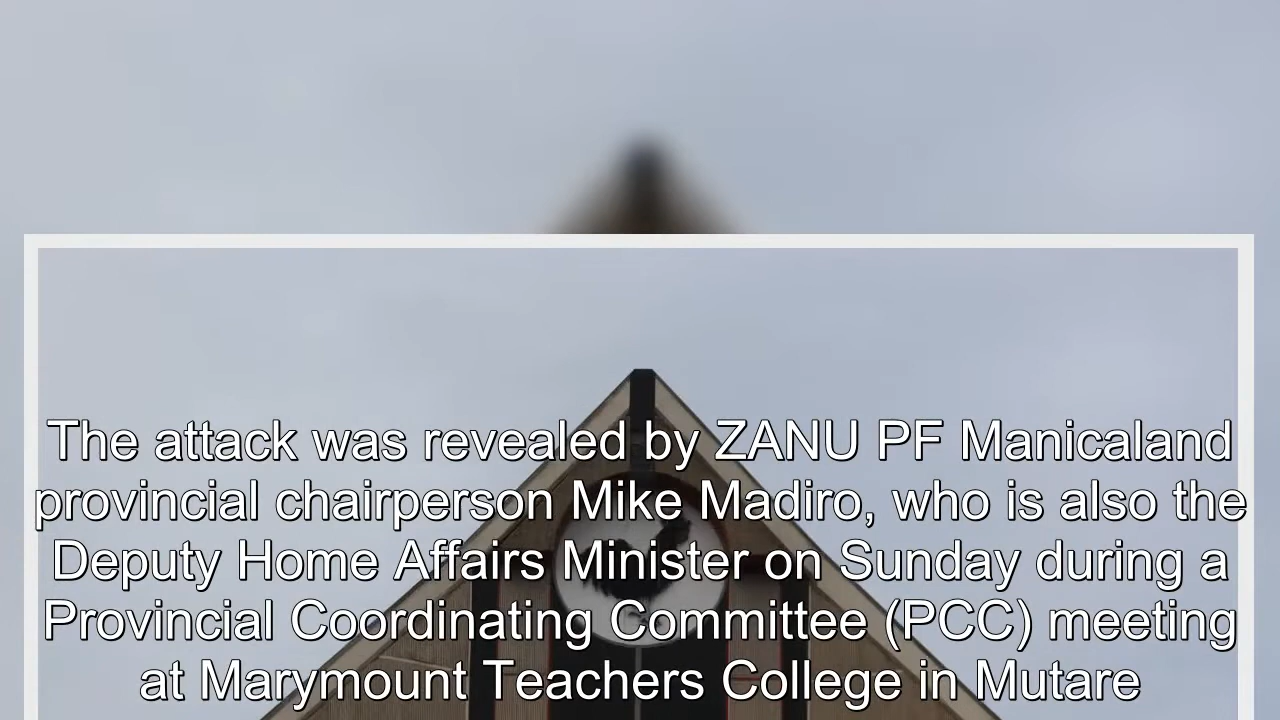 The attack was revealed by ZANU PF Manicaland
provincial chairperson Mike Madiro, who is also the
Deputy Home Affairs Minister on Sunday during a
Provincial Coordinating Committee (PCC) meeting
at Marymount Teachers College in Mutare